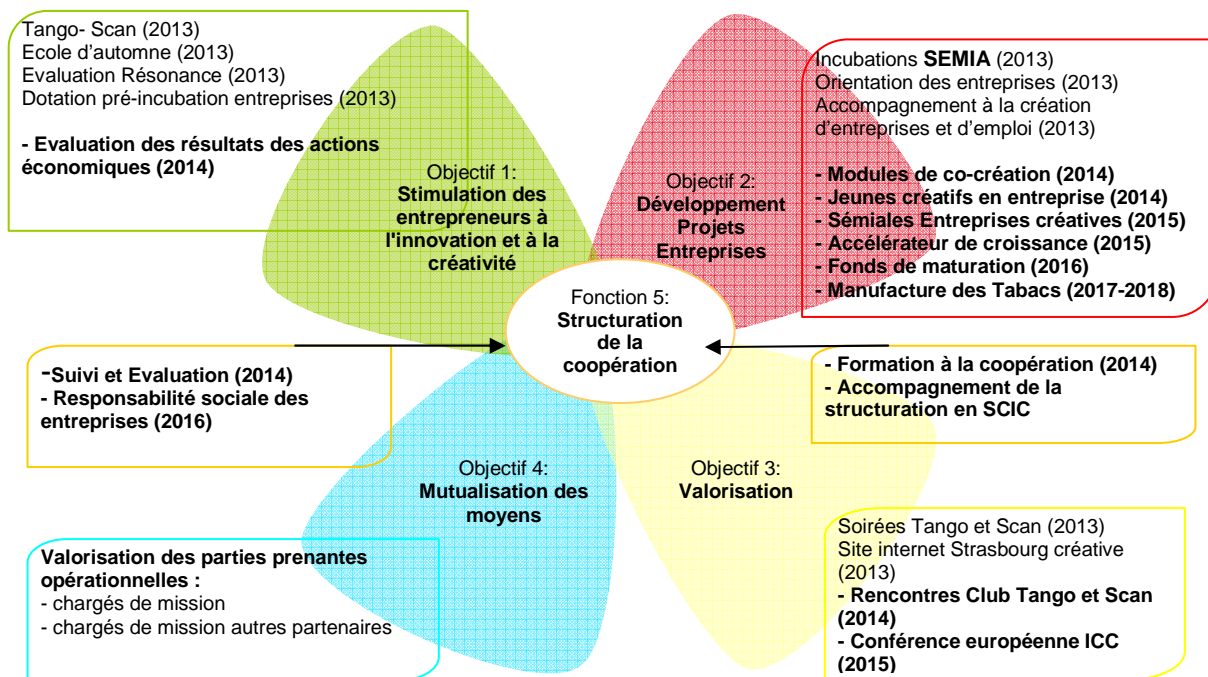 Tango- Scan (2013)
Ecole d'automne (2013)
Evaluation Résonance (2013)
Dotation pré-incubation entreprises (2013)
- Evaluation des résultats des actions
économiques (2014)
Objectif 1:
Stimulation des
entrepreneurs à
l'innovation et à la
créativité
Objectif 2:
Développement
Projets
Entreprises
Incubations SEMIA (2013)
Orientation des entreprises (2013)
Accompagnement à la création
d'entreprises et d'emploi (2013)
- Modules de co-création (2014)
- Jeunes créatifs en entreprise (2014)
- Sémiales Entreprises créatives (2015)
- Accélérateur de croissance (2015)
- Fonds de maturation (2016)
- Manufacture des Tabacs (2017-2018)
Fonction 5:
Structuration
de la
coopération
-Suivi et Evaluation (2014)
- Responsabilité sociale des
entreprises (2016)
- Formation à la coopération (2014)
- Accompagnement de la
structuration en SCIC
Objectif 4:
Mutualisation des
moyens
Objectif 3:
Valorisation
Valorisation des parties prenantes
opérationnelles :
- chargés de mission
- chargés de mission autres partenaires
Soirées Tango et Scan (2013)
Site internet Strasbourg créative
(2013)
- Rencontres Club Tango et Scan
(2014)
- Conférence européenne ICC
(2015)